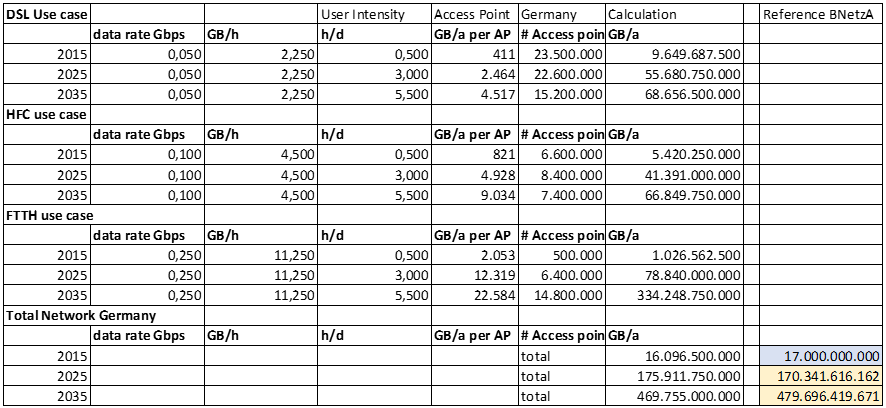 DSL Use case User Intensity Access Point Germany Calculation Reference BNetzA
data rate Gbps GB/h h/d GB/a per AP # Access poin GB/a
2015 0,050 2,250 0,500 411 23.500.000 9.649.687.500
2025 0,050 2,250 3,000 2.464 22.600.000 55.680.750.000
2035 0,050 2,250 5,500 4.517 15.200.000 68.656.500.000
HFC use case
data rate Gbps GB/h h/d GB/a per AP # Access poin GB/a
2015 0,100 4,500 0,500 821 6.600.000 5.420.250.000
2025 0,100 4,500 3,000 4.928 8.400.000 41.391.000.000
2035 0,100 4,500 5,500 9.034 7.400.000 66.849.750.000
FTTH use case
data rate Gbps GB/h h/d GB/a per AP # Access poin GB/a
2015 0,250 11,250 0,500 2.053 500.000 1.026.562.500
2025 0,250 11,250 3,000 12.319 6.400.000 78.840.000.000
2035 0,250 11,250 5,500 22.584 14.800.000 334.248.750.000
Total Network Germany
data rate Gbps GB/h h/d GB/a per AP # Access poin GB/a
2015 total 16.096.500.000 17.000.000.000
2025 total 175.911.750.000 170.341.616.162
2035 total 469.755.000.000 479.696.419.671